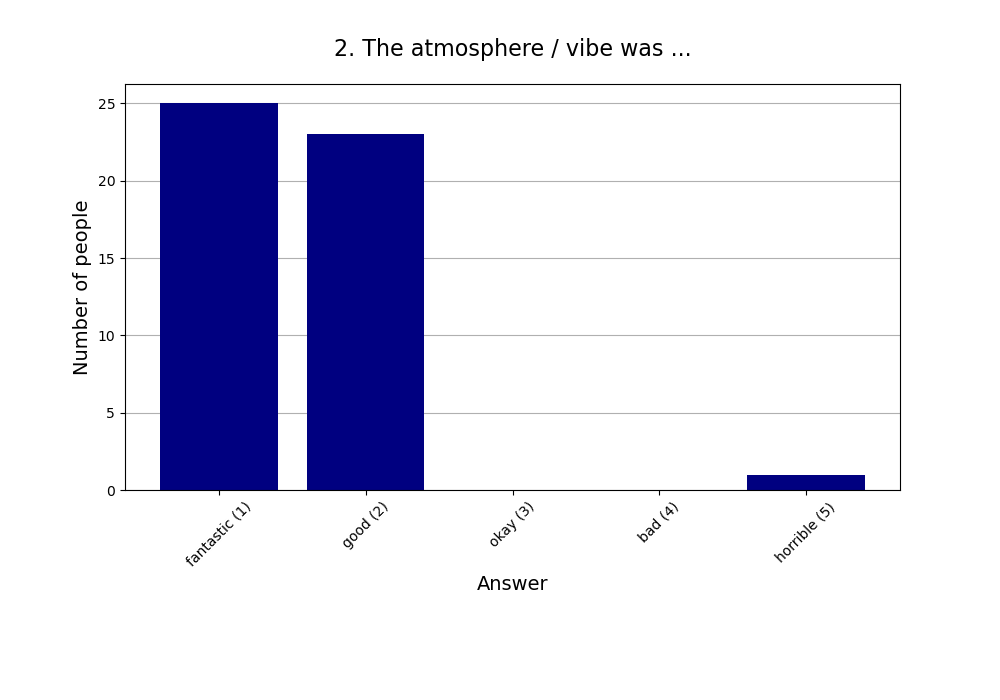 2. The atmosphere / vibe was ...
25
20
15
10
5
0
Number of people
fantastic (1)
good (2)
okay (3)
bad (4)
horrible (5)
Answer